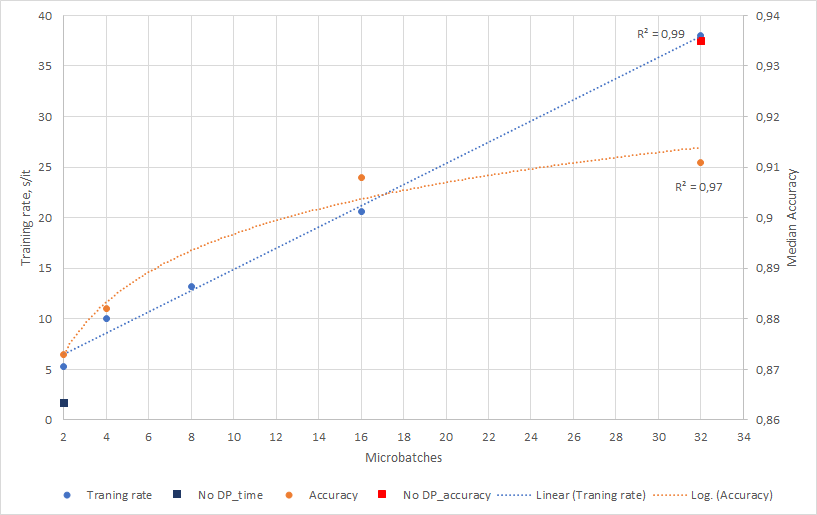 40
35
30
25
20
15
10
5
0
Training rate, s/it
R² = 0,99
R² = 0,97
0,94
0,93
0,92
0,91
0,9
0,89
0,88
0,87
0,86
Median Accuracy
2 4 6 8 10 12 14 16 18 20 22 24 26 28 30 32 34
Microbatches
Traning rate No DP_time Accuracy No DP_accuracy Linear (Traning rate) Log. (Accuracy)